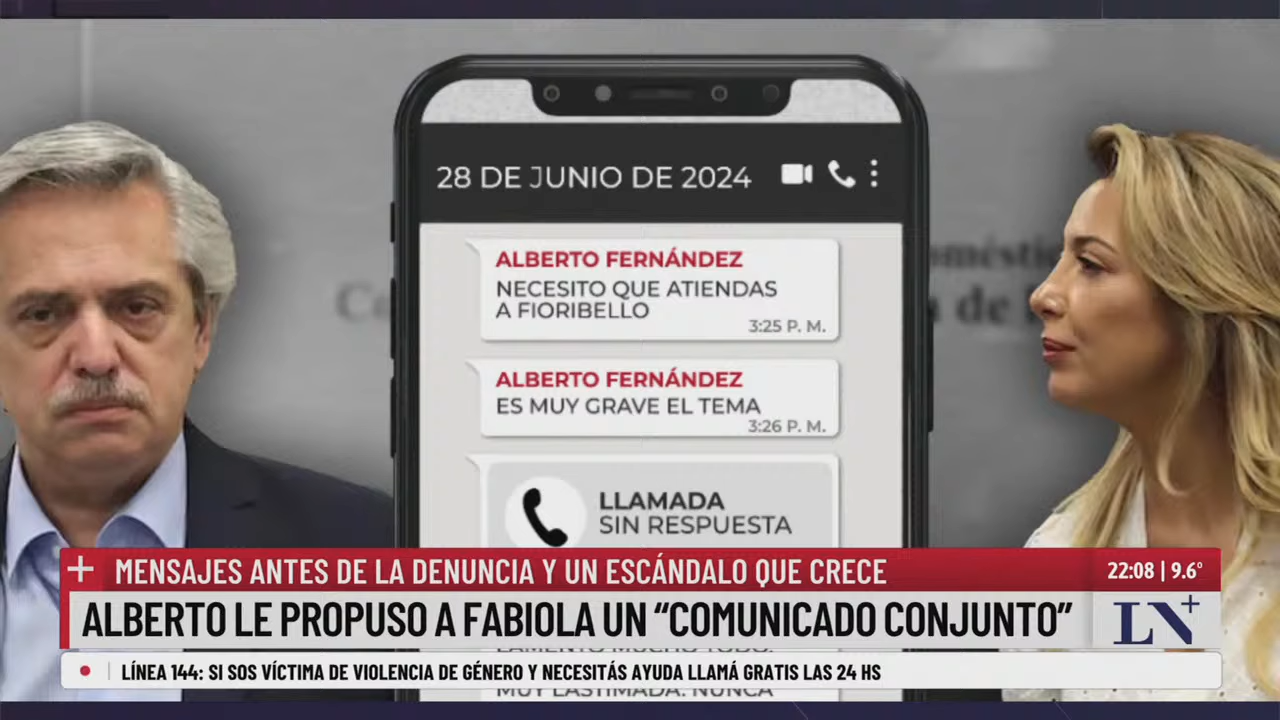 28 DE JUNIO DE 2024
ALBERTO FERNÁNDEZ
NECESITO QUE ATIENDAS
A FIORIBELLO
3:25 P. M.
ALBERTO FERNÁNDEZ
ES MUY GRAVE EL TEMA
3:26 P. M.
LLAMADA
SIN RESPUESTA
MENSAJES ANTES DE LA DENUNCIA Y UN ESCÁNDALO QUE CRECE
22:08 | 9.6°
ALBERTO LE PROPUSO A FABIOLA UN “COMUNICADO CONJUNTO”
LN+
LÍNEA 144: SI SOS VÍCTIMA DE VIOLENCIA DE GÉNERO Y NECESITÁS AYUDA LLAMÁ GRATIS LAS 24 HS
MUY LASTIMADA. NUNCA